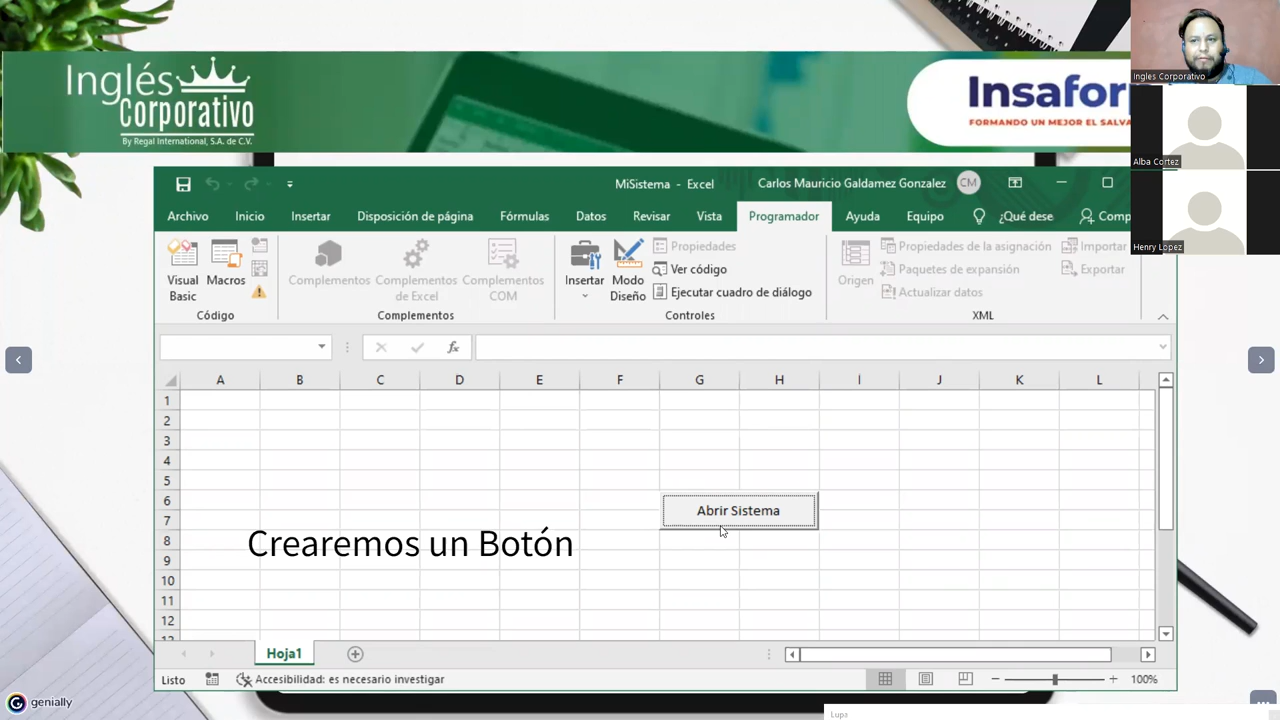 Inglés
Corporativo
By Regal International, S.A. de C.V.
Insafor
FORMANDO UN MEJOR EL SALVA
Ingles Corporativo
Alba Cortez
Henry Lopez
MiSistema - Excel
Carlos Mauricio Galdamez Gonzalez
CM
Archivo Inicio Insertar Disposición de página Fórmulas Datos Revisar Vista Programador Ayuda Equipo ¿Qué dese Comp
Visual Basic
Macros
Código
Complementos
Complementos de Excel
Complementos COM
Complementos
Insertar
Modo Diseño
Propiedades
Ver código
Ejecutar cuadro de diálogo
Controles
Origen
Propiedades de la asignación
Paquetes de expansión
Actualizar datos
Importar
Exportar
XML
fx
A B C D E F G H I J K L
1
2
3
4
5
6
7
8
9
10
11
12
13
Abrir Sistema
Crearemos un Botón
Hoja1
Listo
Accesibilidad: es necesario investigar
100%
genially
Lupa